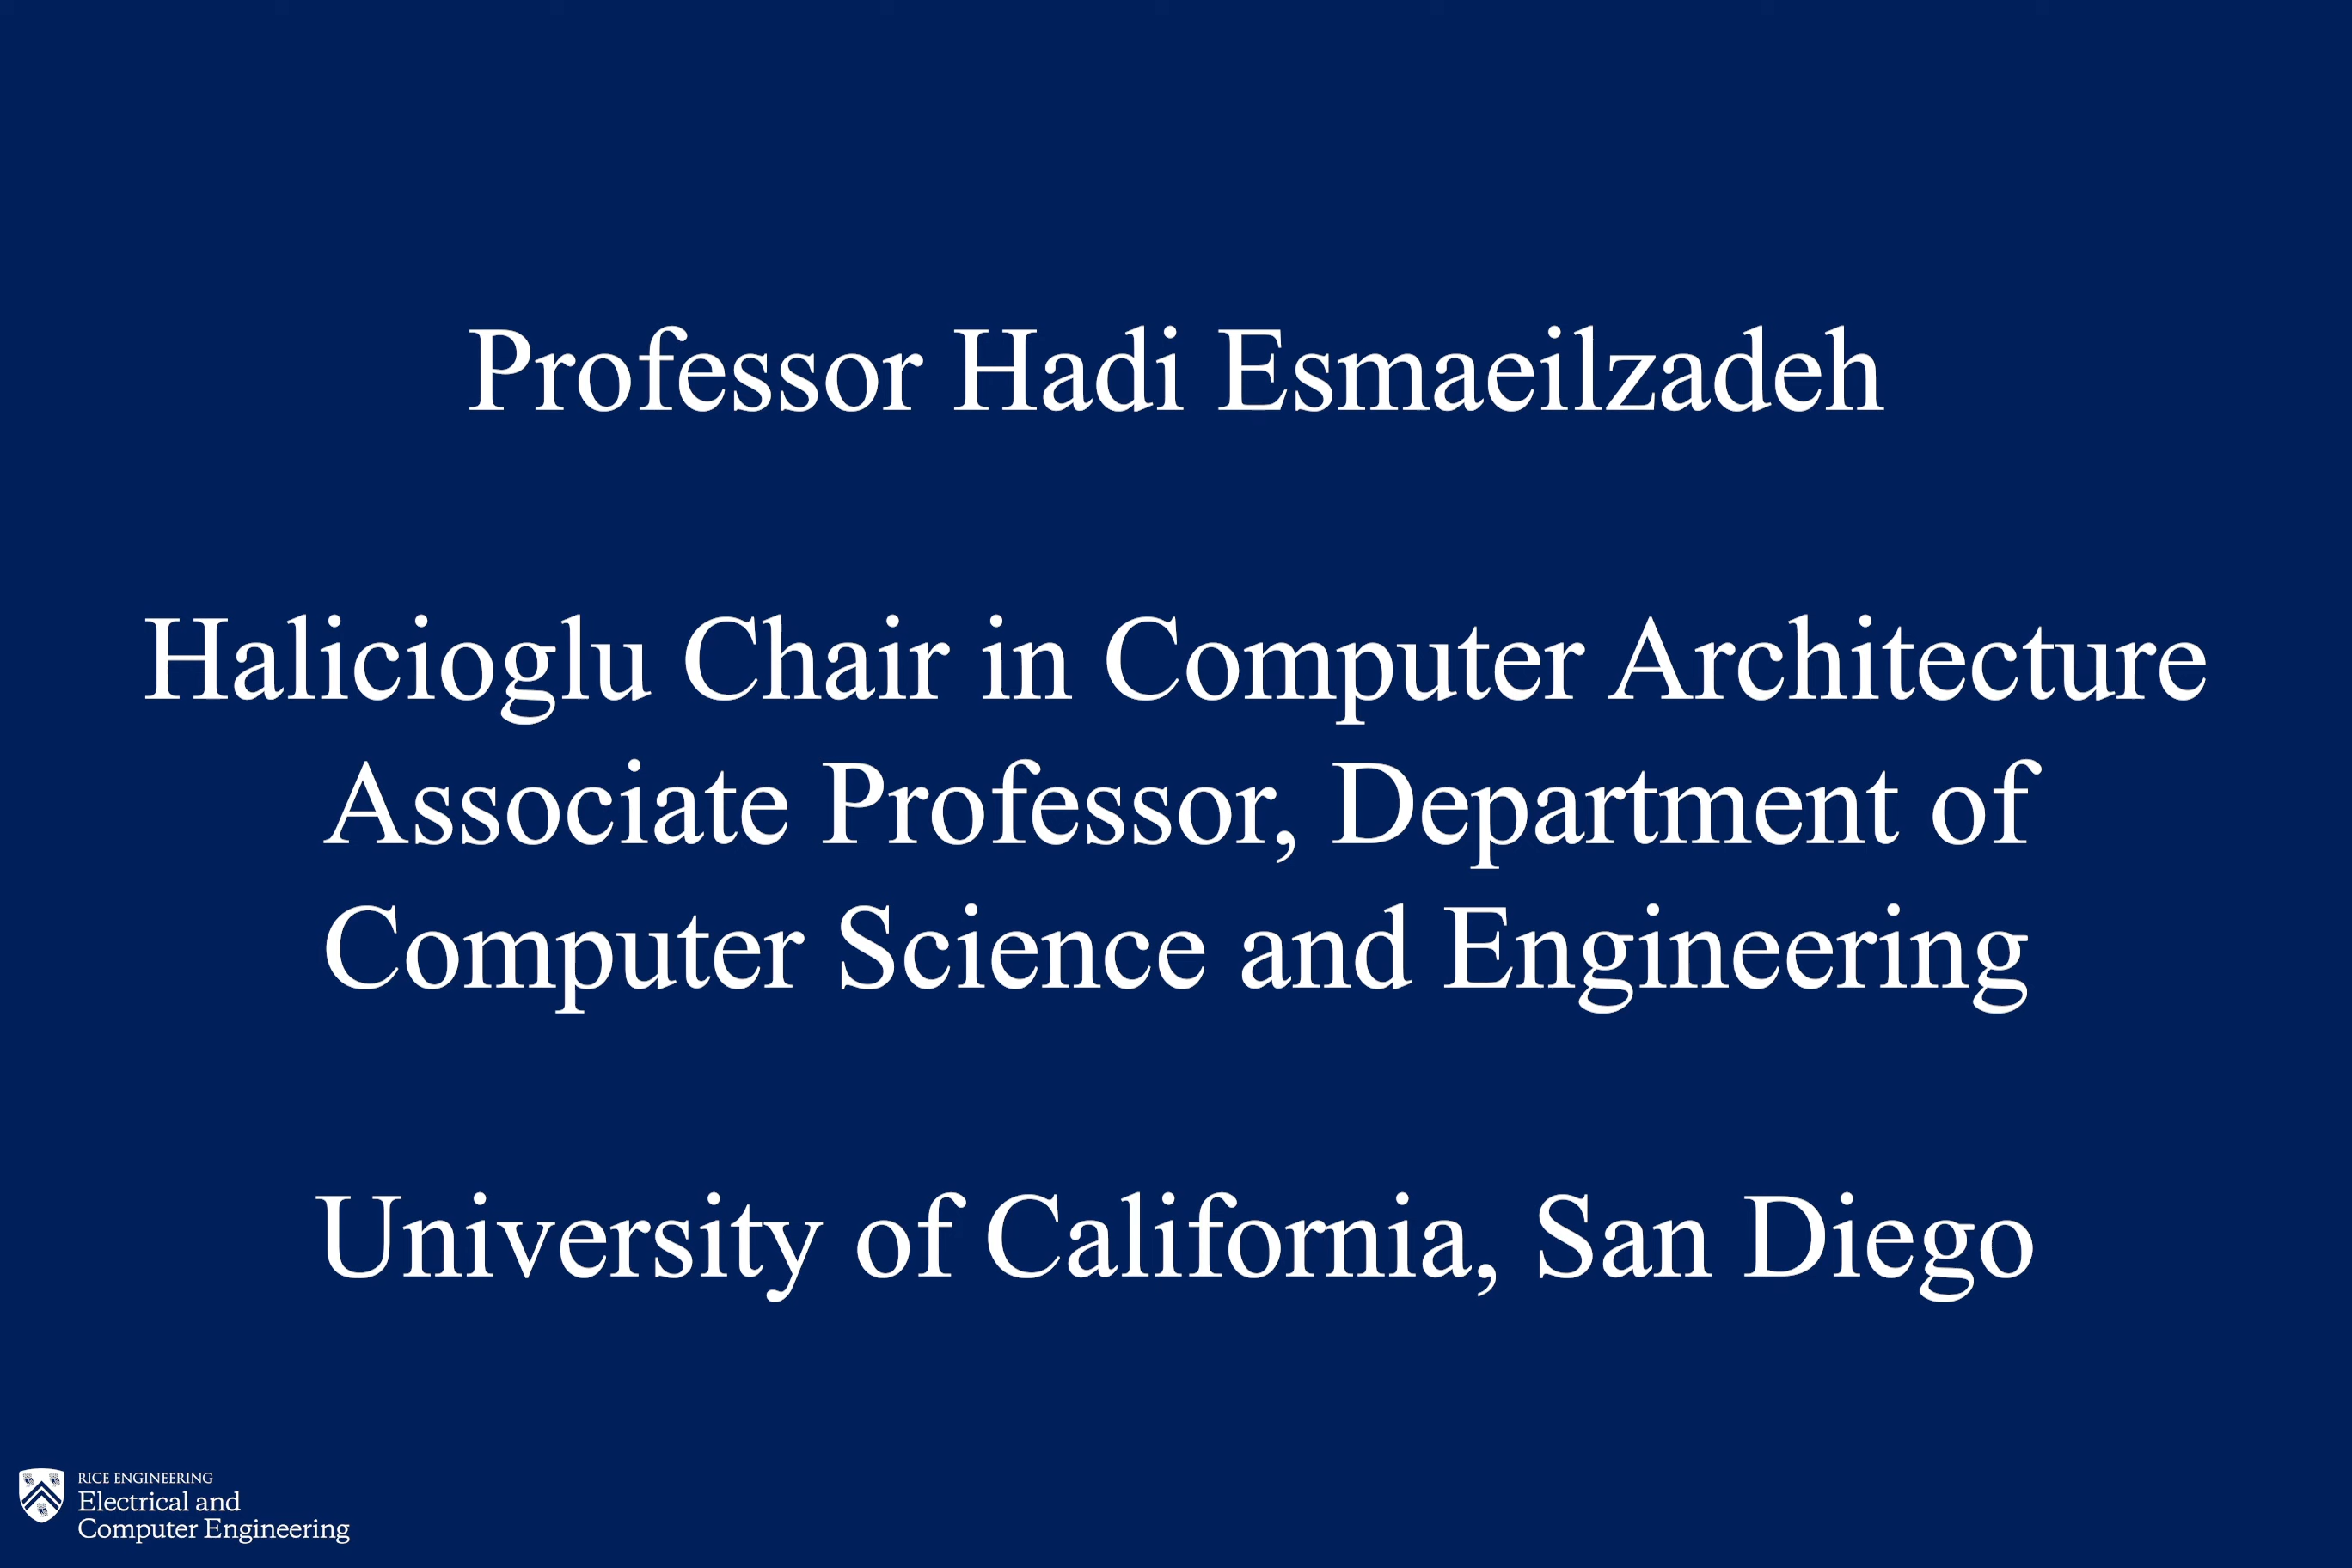 Professor Hadi Esmaeilzadeh
Halicioglu Chair in Computer Architecture
Associate Professor, Department of
Computer Science and Engineering
University of California, San Diego
RICE ENGINEERING
Electrical and
Computer Engineering